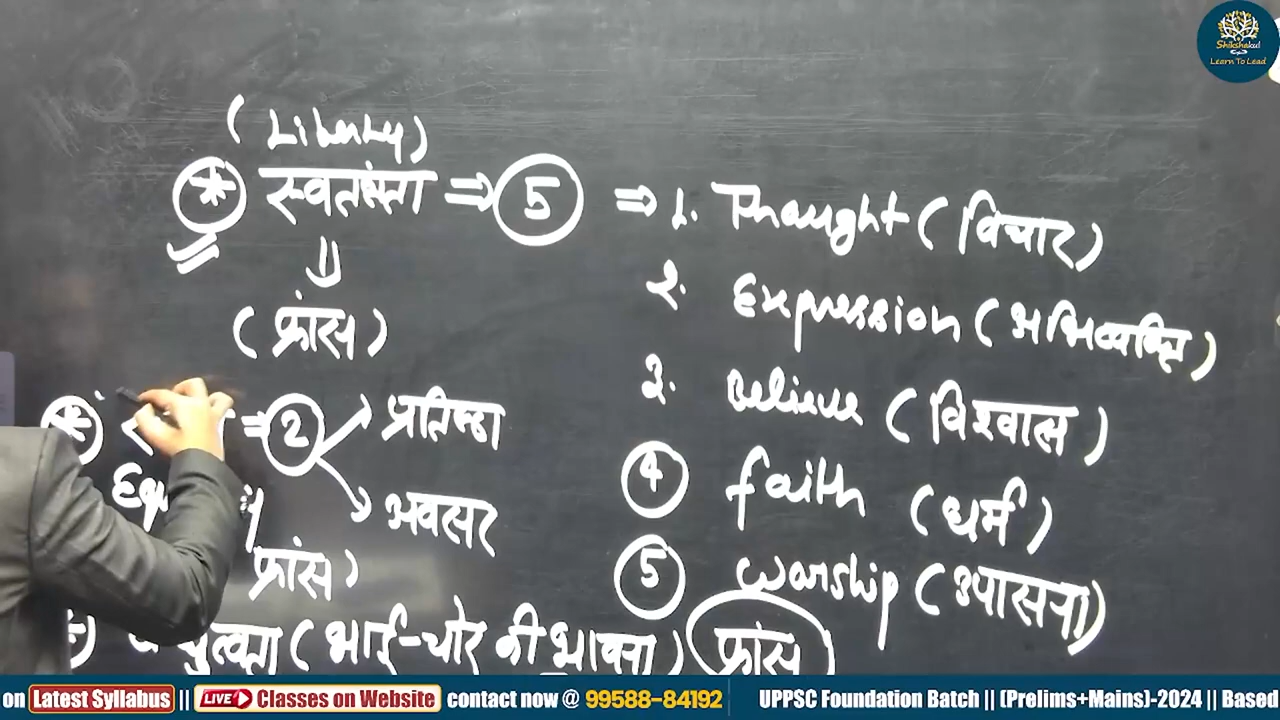 Shikshakul
Learn To Lead
(Liberty)
* स्वतंत्रता ⇒ 5 ⇒ 1. Thought (विचार)
(फ्रांस)
2. Expression (अभिव्यक्ति)
3. Believe (विश्वास)
4 faith (धर्म)
5 worship (उपासना)
* ⇒ 2 → प्रतिष्ठा
→ अवसर
फ्रांस)
(भाई-चारे की भावना) फ्रांस
on Latest Syllabus || LIVE Classes on Website contact now @ 99588-84192 UPPSC Foundation Batch || (Prelims+Mains)-2024 || Based